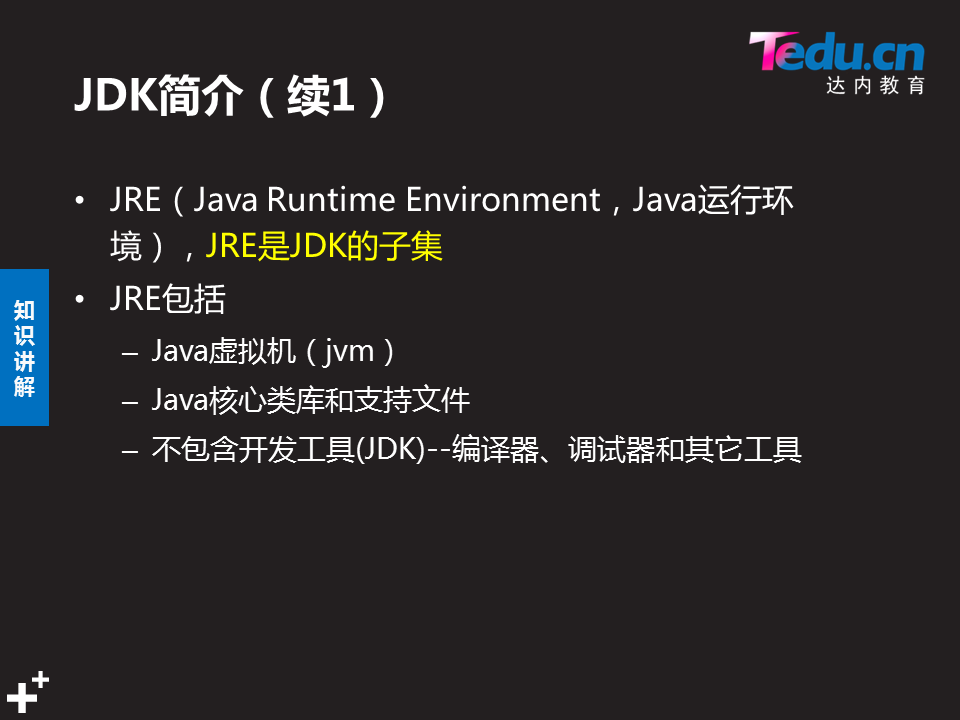 Tedu.cn
达内教育
JDK简介（续1）
• JRE（Java Runtime Environment，Java运行环
境），JRE是JDK的子集
• JRE包括
– Java虚拟机（jvm）
– Java核心类库和支持文件
– 不包含开发工具(JDK)--编译器、调试器和其它工具
知
识
讲
解